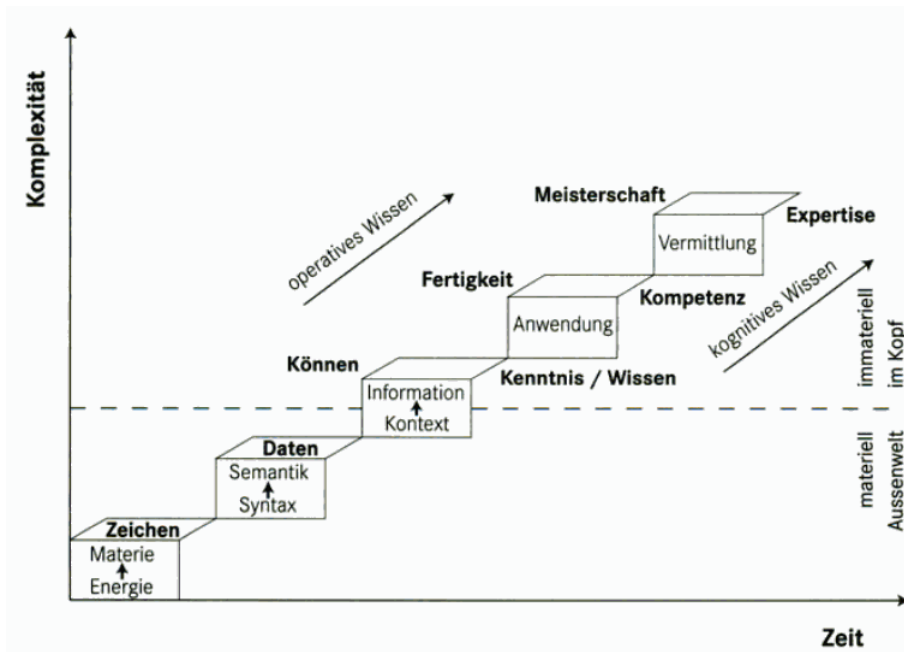 Komplexität
Meisterschaft
Expertise
Vermittlung
operatives Wissen
Fertigkeit
Kompetenz
Anwendung
kognitives Wissen
immateriell
im Kopf
Können
Kenntnis / Wissen
Information
Kontext
Daten
Semantik
Syntax
materiell
Aussenwelt
Zeichen
Materie
Energie
Zeit